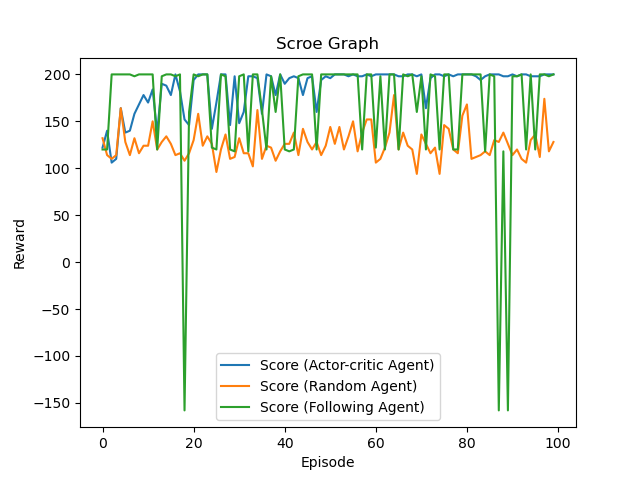 Scroe Graph
Reward
200
150
100
50
0
−50
−100
−150
Score (Actor-critic Agent)
Score (Random Agent)
Score (Following Agent)
0 20 40 60 80 100
Episode